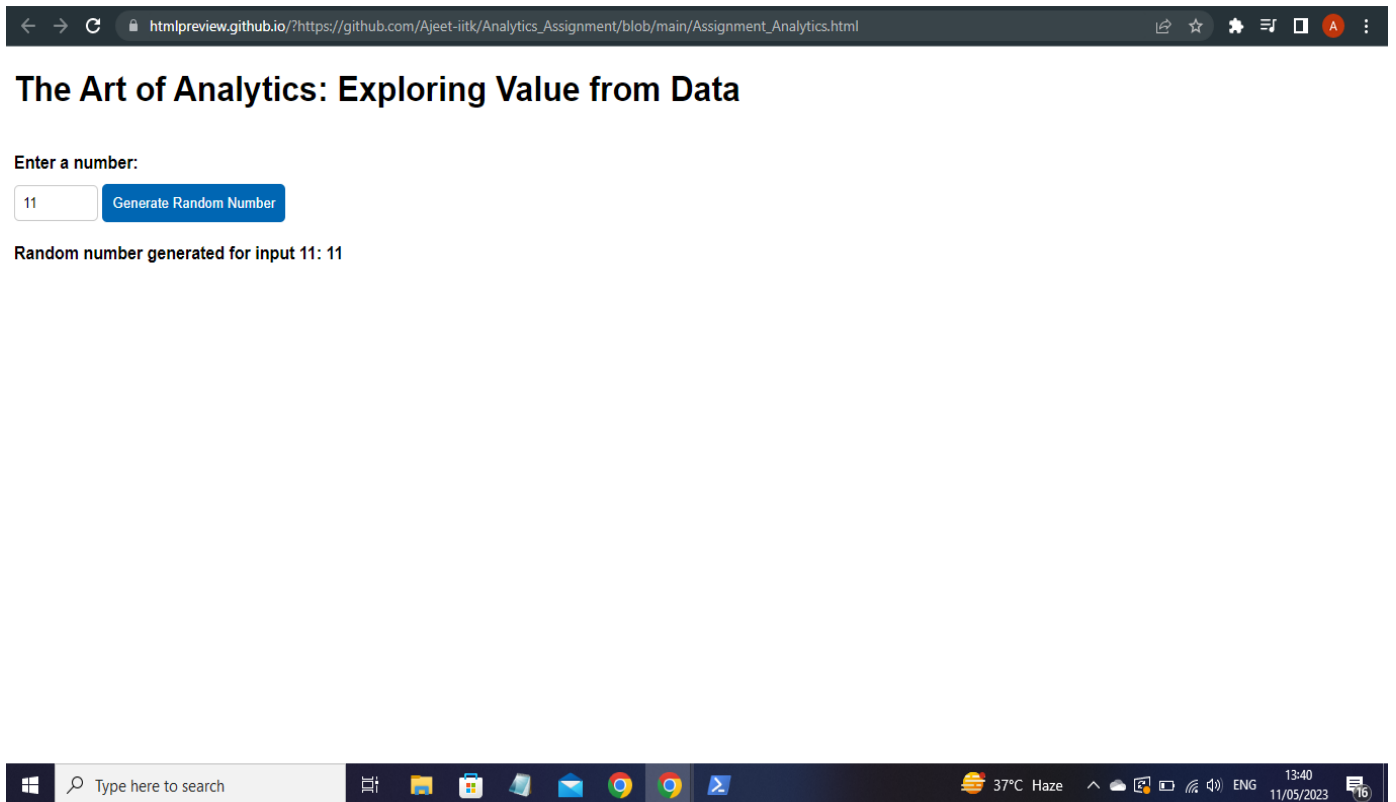 htmlpreview.github.io/?https://github.com/Ajeet-iitk/Analytics_Assignment/blob/main/Assignment_Analytics.html
A
The Art of Analytics: Exploring Value from Data
Enter a number:
11 Generate Random Number
Random number generated for input 11: 11
Type here to search
37°C Haze
ENG
13:40
11/05/2023
16